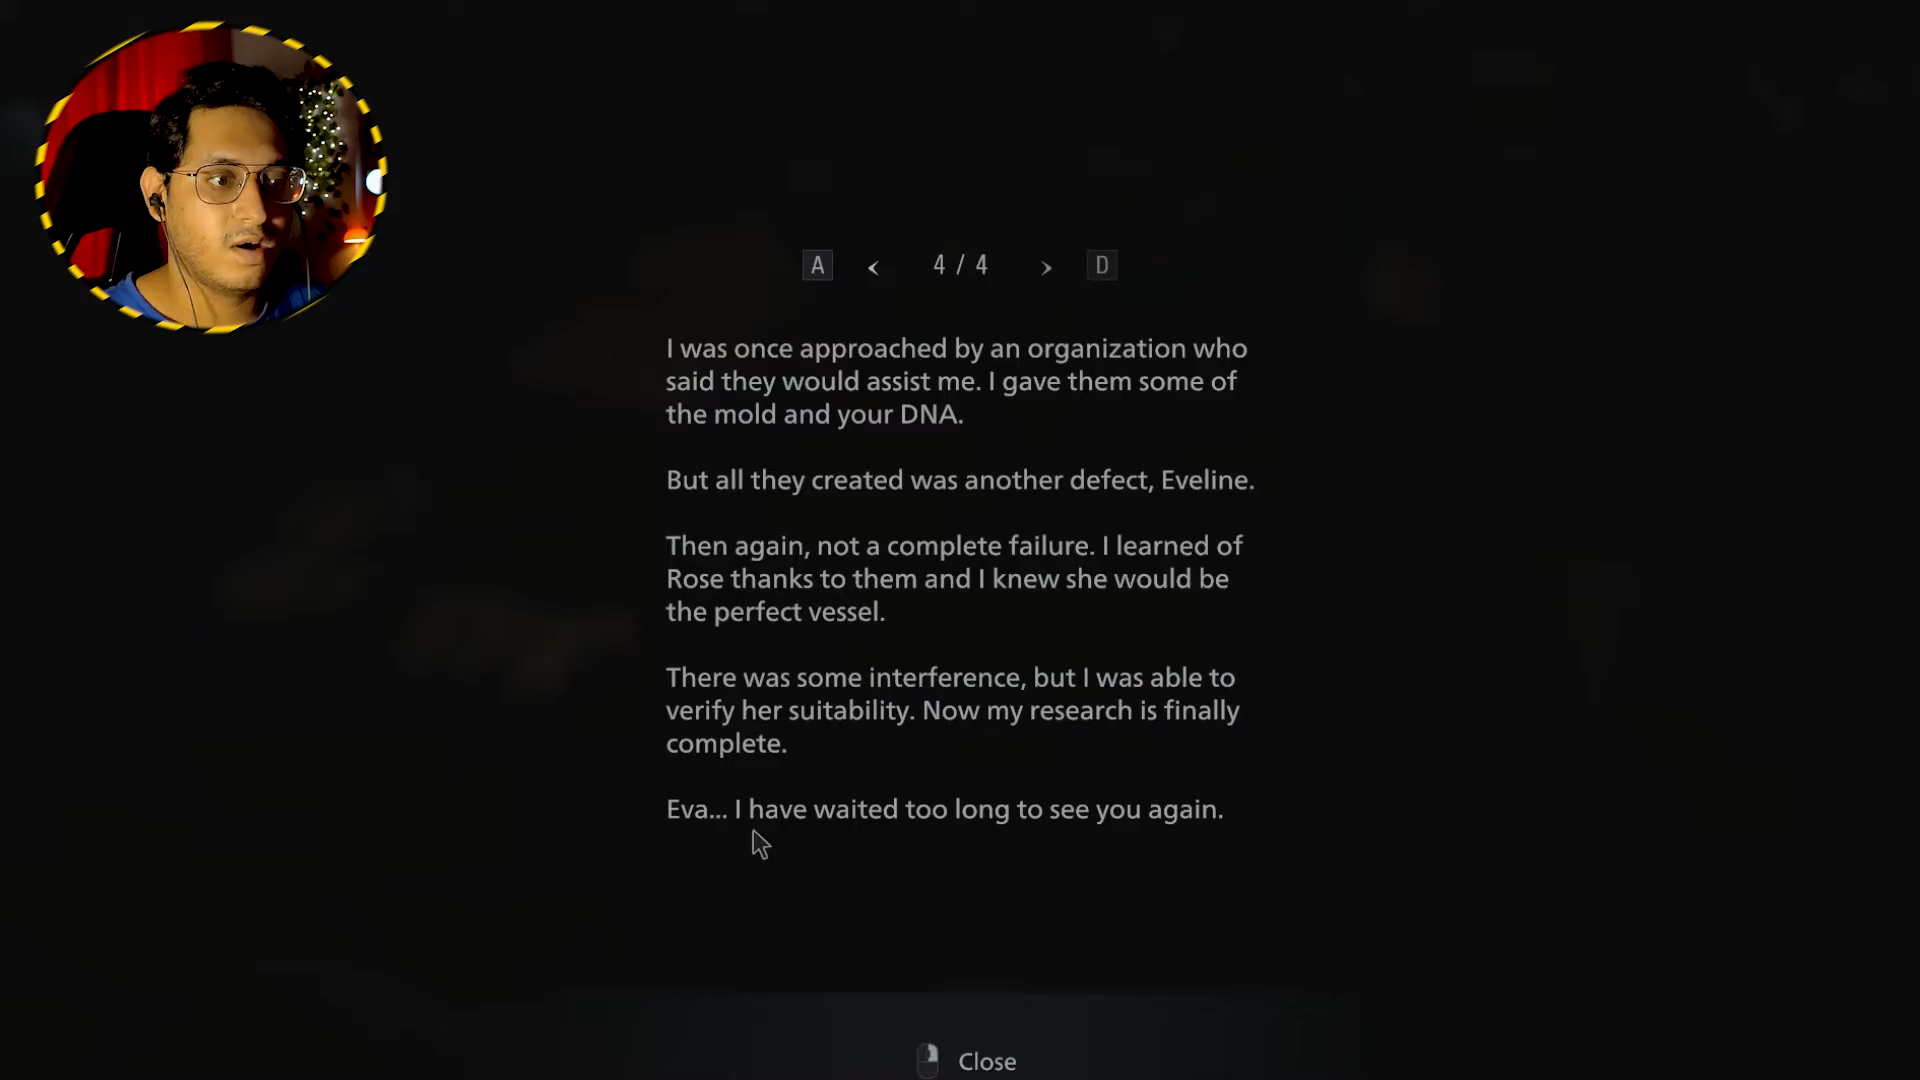 A < 4 / 4 > D
I was once approached by an organization who
said they would assist me. I gave them some of
the mold and your DNA.
But all they created was another defect, Eveline.
Then again, not a complete failure. I learned of
Rose thanks to them and I knew she would be
the perfect vessel.
There was some interference, but I was able to
verify her suitability. Now my research is finally
complete.
Eva... I have waited too long to see you again.
Close